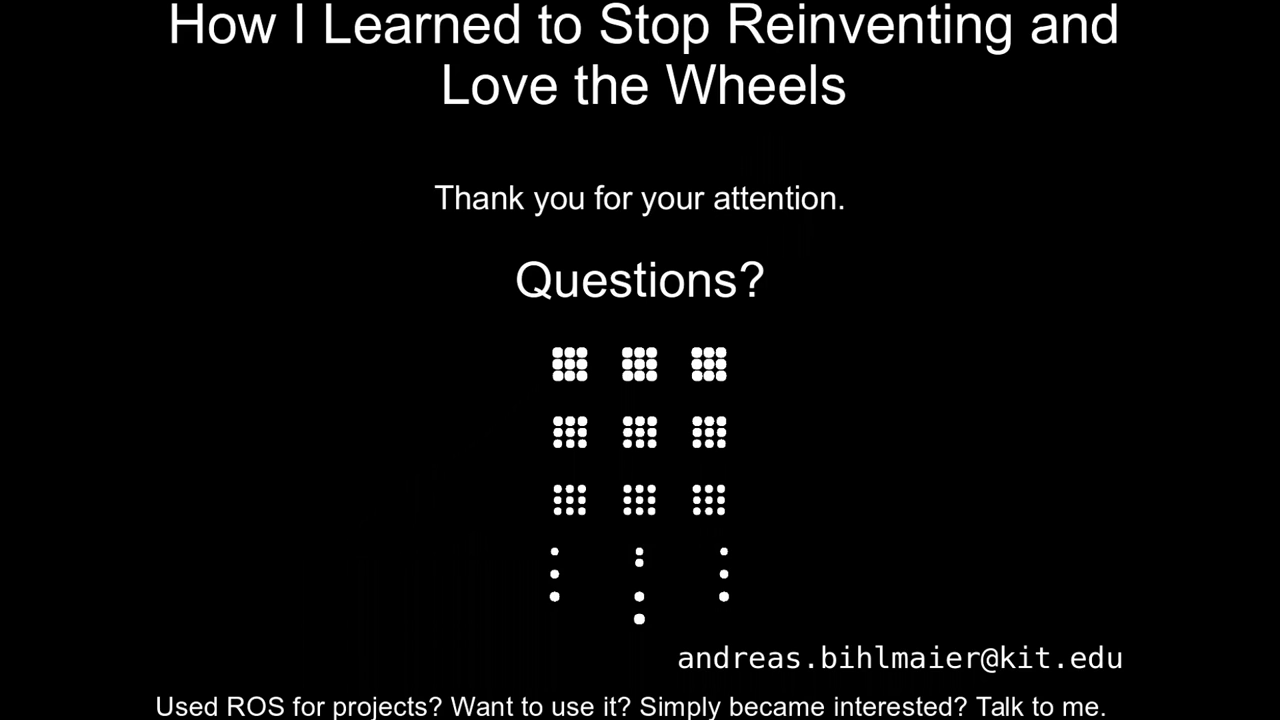 How I Learned to Stop Reinventing and
Love the Wheels
Thank you for your attention.
Questions?
andreas.bihlmaier@kit.edu
Used ROS for projects? Want to use it? Simply became interested? Talk to me.